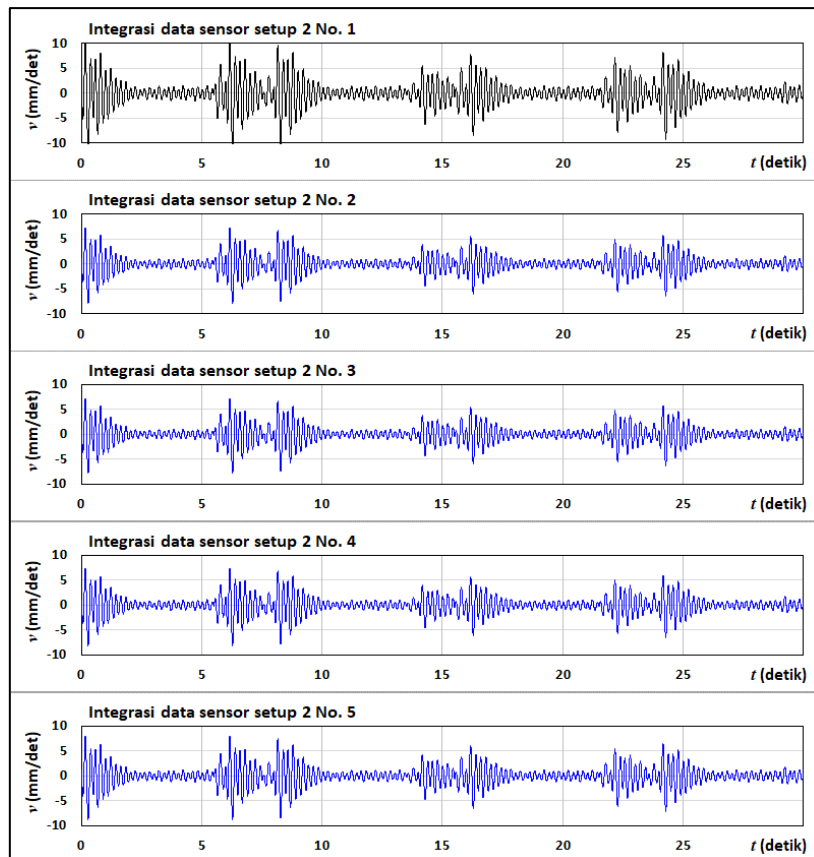 Integrasi data sensor setup 2 No. 1
v (mm/det)
10
5
0
-5
-10
0 5 10 15 20 25 t (detik)
Integrasi data sensor setup 2 No. 2
v (mm/det)
10
5
0
-5
-10
0 5 10 15 20 25 t (detik)
Integrasi data sensor setup 2 No. 3
v (mm/det)
10
5
0
-5
-10
0 5 10 15 20 25 t (detik)
Integrasi data sensor setup 2 No. 4
v (mm/det)
10
5
0
-5
-10
0 5 10 15 20 25 t (detik)
Integrasi data sensor setup 2 No. 5
v (mm/det)
10
5
0
-5
-10
0 5 10 15 20 25 t (detik)